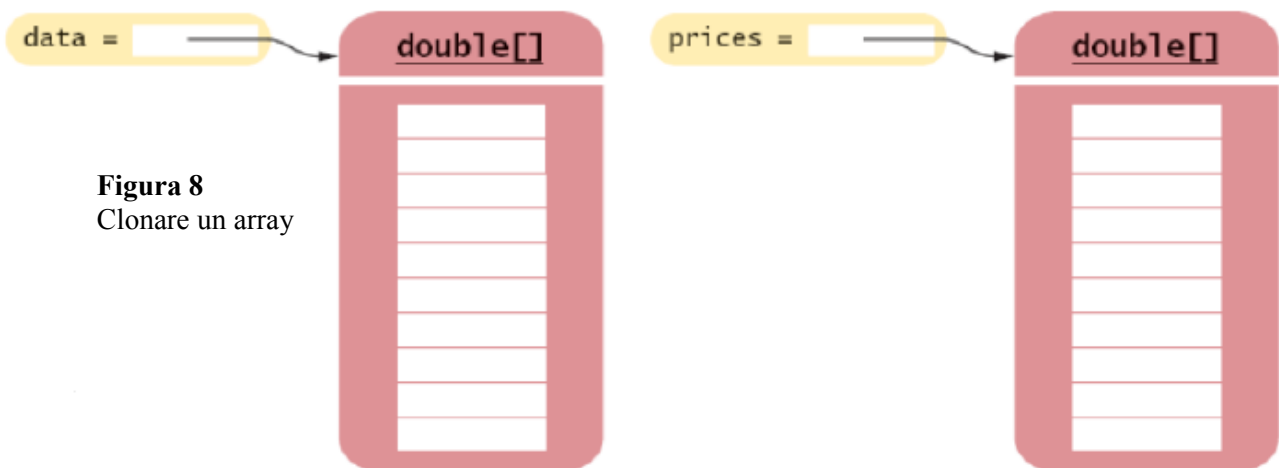 data =
double[]
prices =
double[]
Figura 8
Clonare un array